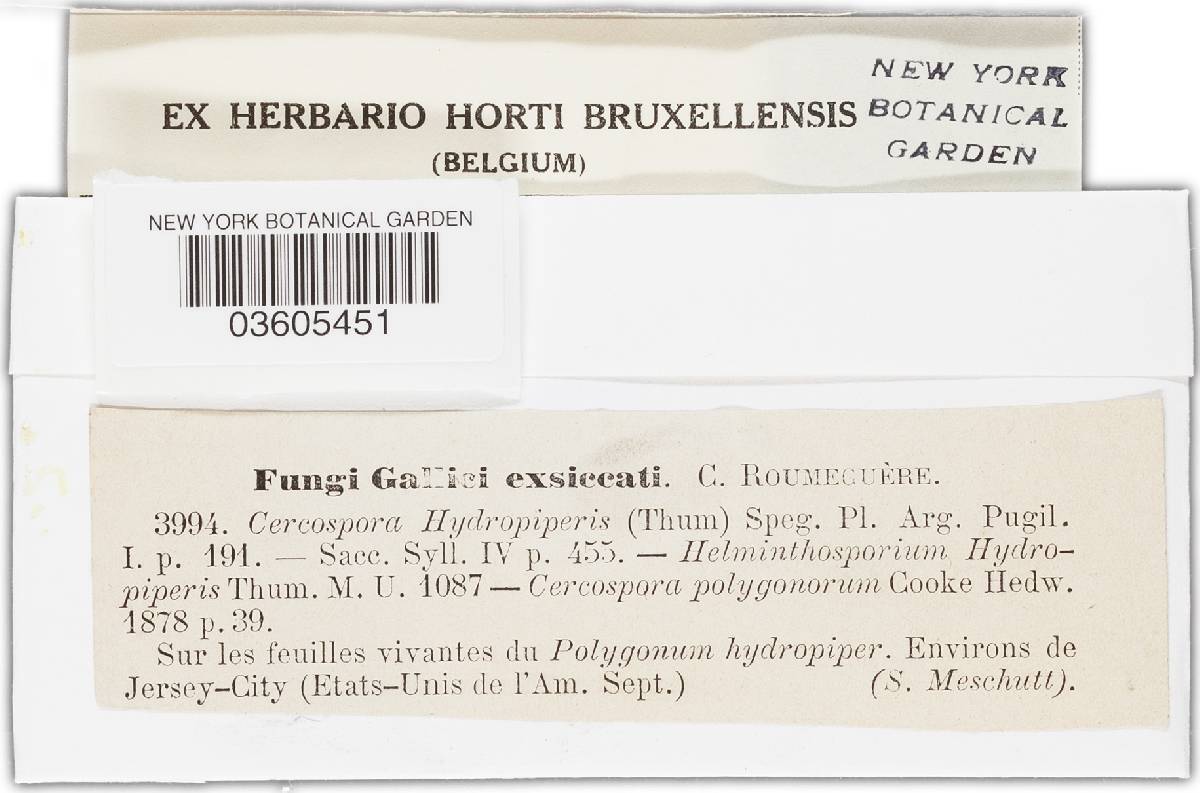 EX HERBARIO HORTI BRUXELLENSIS
(BELGIUM)
NEW YORK
BOTANICAL
GARDEN
NEW YORK BOTANICAL GARDEN
03605451
Fungi Gallici exsiccati. C. ROUMEGUÈRE.
3994. Cercospora Hydropiperis (Thum) Speg. Pl. Arg. Pugil.
I. p. 191. — Sacc. Syll. IV p. 455. — Helminthosporium Hydro-
piperis Thum. M. U. 1087 — Cercospora polygonorum Cooke Hedw.
1878 p. 39.
Sur les feuilles vivantes du Polygonum hydropiper. Environs de
Jersey-City (Etats-Unis de l'Am. Sept.) (S. Meschutt).